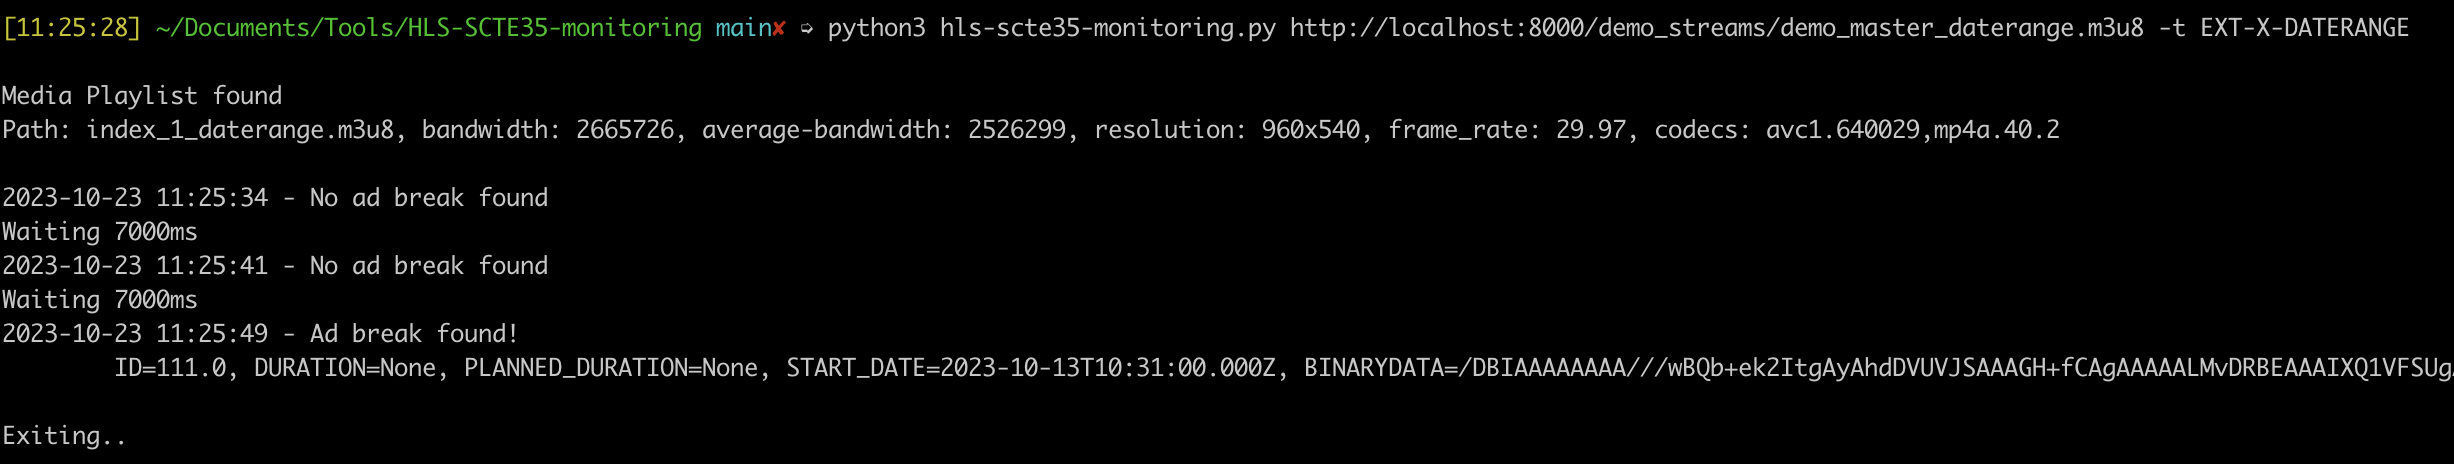 [11:25:28] ~/Documents/Tools/HLS-SCTE35-monitoring main✘ ➭ python3 hls-scte35-monitoring.py http://localhost:8000/demo_streams/demo_master_daterange.m3u8 -t EXT-X-DATERANGE
Media Playlist found
Path: index_1_daterange.m3u8, bandwidth: 2665726, average-bandwidth: 2526299, resolution: 960x540, frame_rate: 29.97, codecs: avc1.640029,mp4a.40.2
2023-10-23 11:25:34 - No ad break found
Waiting 7000ms
2023-10-23 11:25:41 - No ad break found
Waiting 7000ms
2023-10-23 11:25:49 - Ad break found!
ID=111.0, DURATION=None, PLANNED_DURATION=None, START_DATE=2023-10-13T10:31:00.000Z, BINARYDATA=/DBIAAAAAAAA///wBQb+ek2ItgAyAhdDVUVJSAAAGH+fCAgAAAAALMvDRBEAAAIXQ1VFSUg
Exiting..